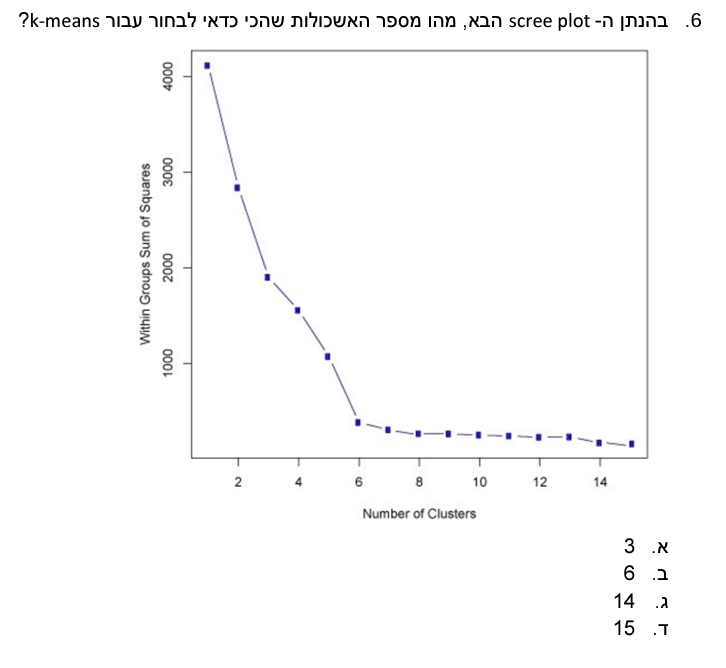 6. בהנתן ה- scree plot הבא, מהו מספר האשכולות שהכי כדאי לבחור עבור k-means?
4000
3000
2000
1000
Within Groups Sum of Squares
2 4 6 8 10 12 14
Number of Clusters
א. 3
ב. 6
ג. 14
ד. 15